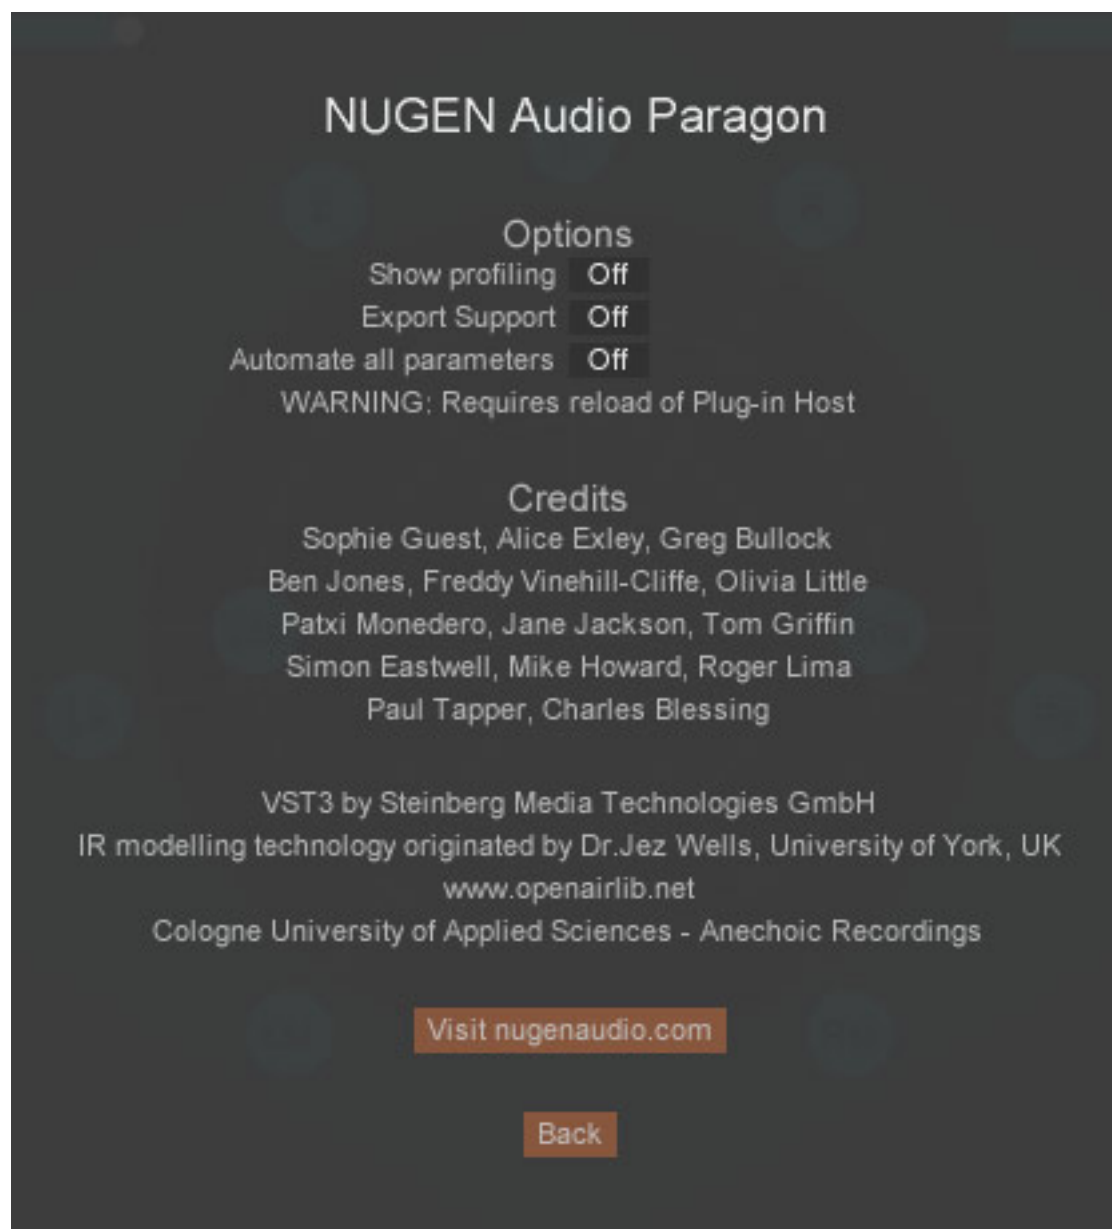 NUGEN Audio Paragon
Options
Show profiling Off
Export Support Off
Automate all parameters Off
WARNING: Requires reload of Plug-in Host
Credits
Sophie Guest, Alice Exley, Greg Bullock
Ben Jones, Freddy Vinehill-Cliffe, Olivia Little
Patxi Monedero, Jane Jackson, Tom Griffin
Simon Eastwell, Mike Howard, Roger Lima
Paul Tapper, Charles Blessing
VST3 by Steinberg Media Technologies GmbH
IR modelling technology originated by Dr.Jez Wells, University of York, UK
www.openairlib.net
Cologne University of Applied Sciences - Anechoic Recordings
Visit nugenaudio.com
Back